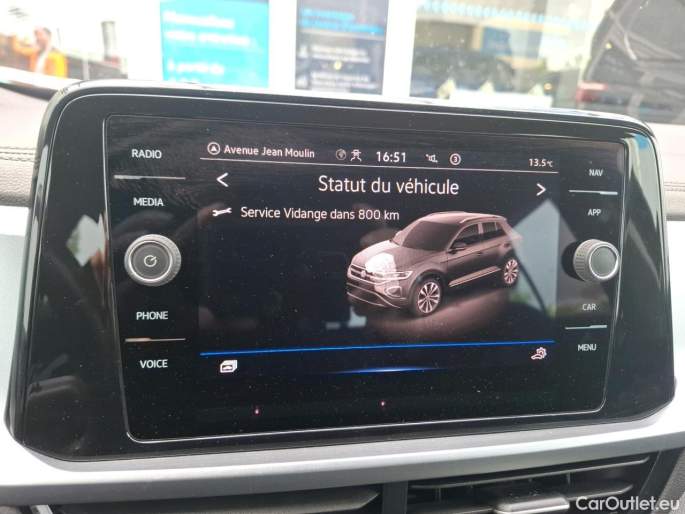 RADIO
MEDIA
PHONE
VOICE
Avenue Jean Moulin 16:51 3 13.5°C
Statut du véhicule
Service Vidange dans 800 km
NAV
APP
CAR
MENU
CarOutlet.eu